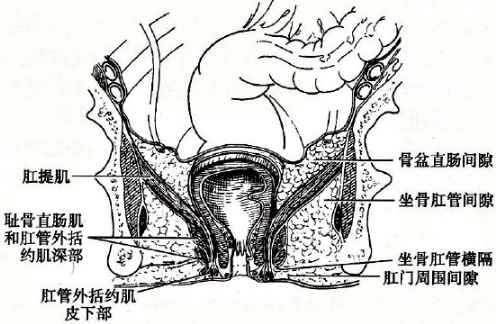 肛提肌
耻骨直肠肌
和肛管外括
约肌深部
肛管外括约肌
皮下部
骨盆直肠间隙
坐骨肛管间隙
坐骨肛管横隔
肛门周围间隙